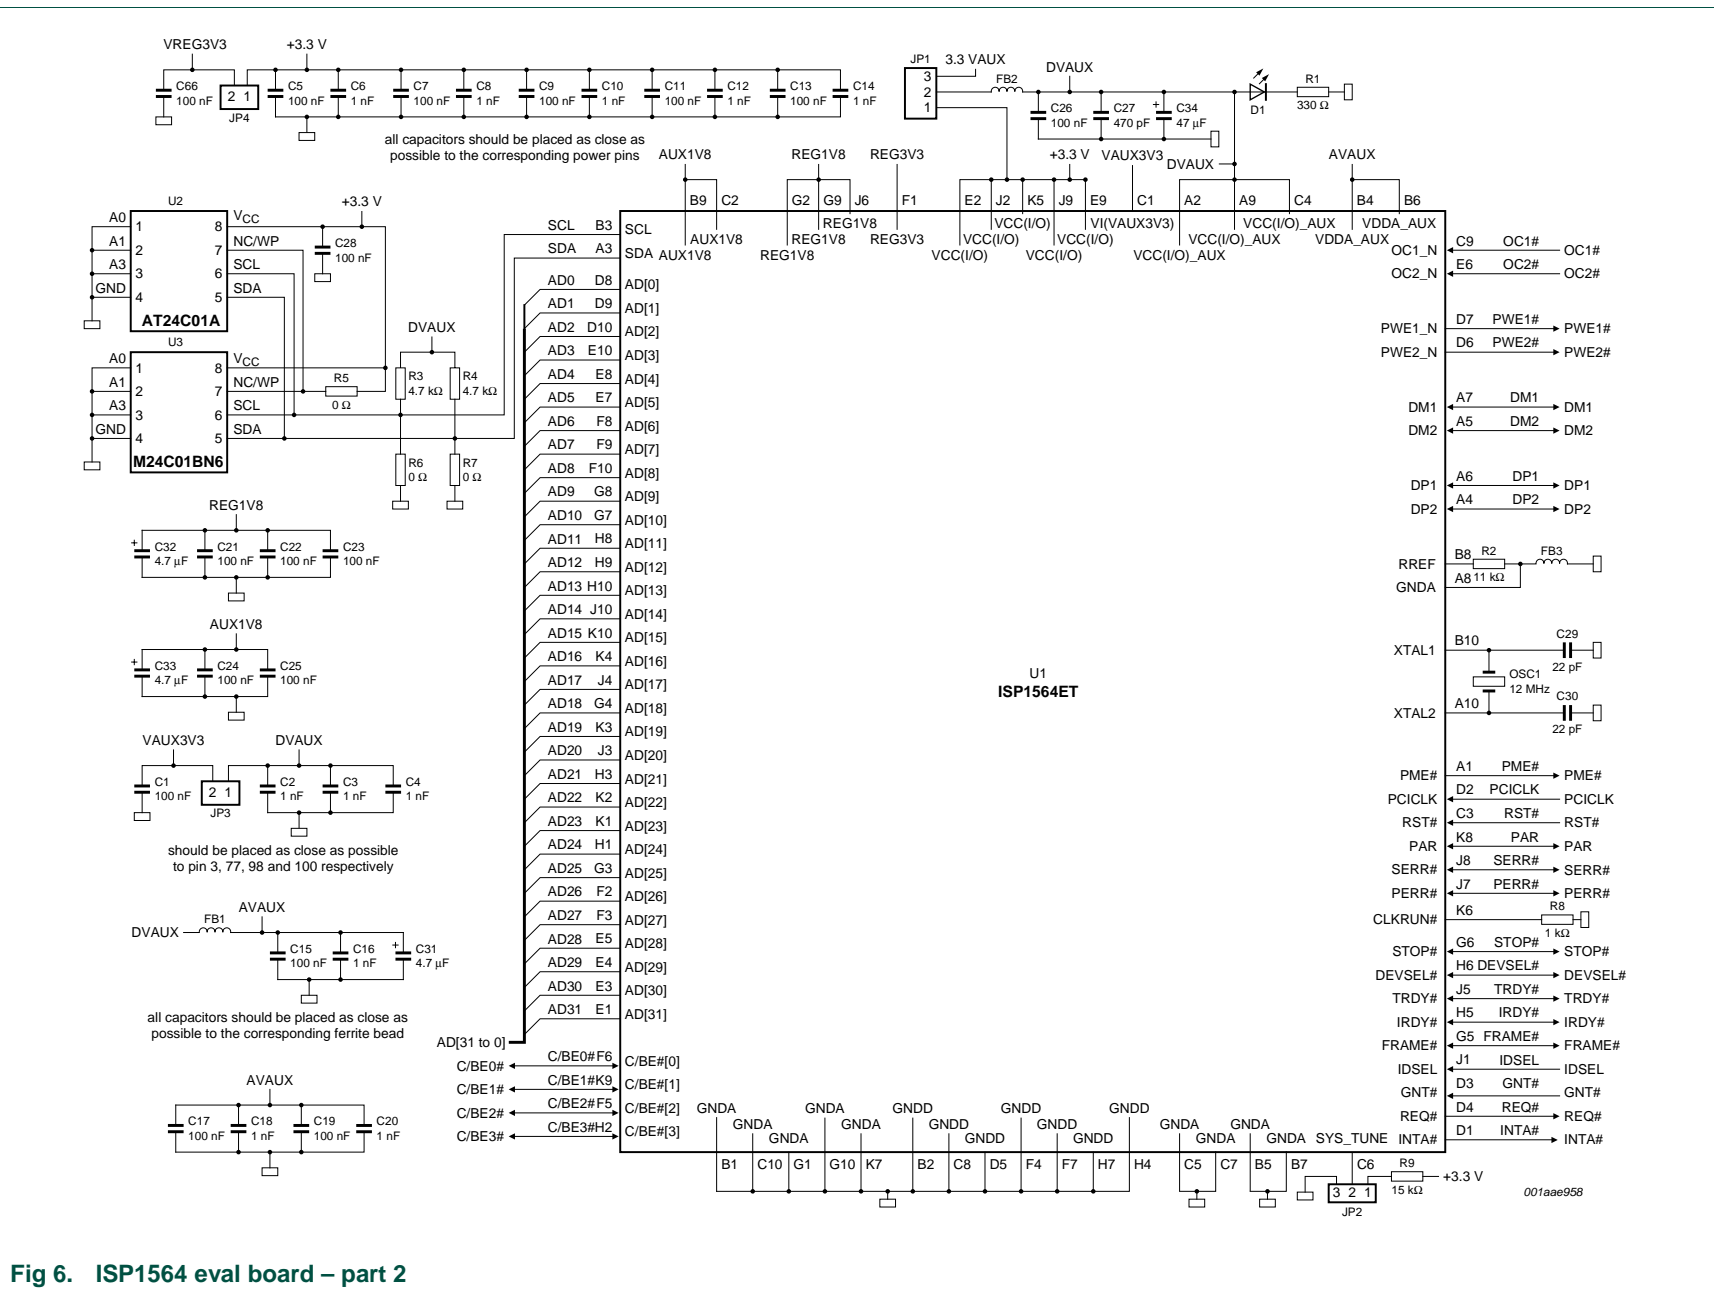 VREG3V3 +3.3 V
C66 100 nF
2 1
JP4
C5 100 nF
C6 1 nF
C7 100 nF
C8 1 nF
C9 100 nF
C10 1 nF
C11 100 nF
C12 1 nF
C13 100 nF
C14 1 nF
all capacitors should be placed as close as
possible to the corresponding power pins
JP1
3 3.3 VAUX
2
1
FB2
DVAUX
C26 100 nF
C27 470 pF
+ C34 47 μF
D1
R1
330 Ω
AUX1V8 REG1V8 REG3V3 +3.3 V VAUX3V3 DVAUX AVAUX
B9 C2 G2 G9 J6 F1 E2 J2 K5 J9 E9 C1 A2 A9 C4 B4 B6
AUX1V8
AUX1V8
REG1V8
REG1V8
REG1V8
REG3V3
VCC(I/O)
VCC(I/O)
VCC(I/O)
VCC(I/O)
VCC(I/O)
VI(VAUX3V3)
VCC(I/O)_AUX
VCC(I/O)_AUX
VCC(I/O)_AUX
VDDA_AUX
VDDA_AUX
U2
A0 1 8 VCC
A1 2 7 NC/WP
A3 3 6 SCL
GND 4 5 SDA
AT24C01A
+3.3 V
C28
100 nF
U3
A0 1 8 VCC
A1 2 7 NC/WP
A3 3 6 SCL
GND 4 5 SDA
M24C01BN6
R5
0 Ω
DVAUX
R3 4.7 kΩ
R4 4.7 kΩ
R6 0 Ω
R7 0 Ω
REG1V8
+ C32 4.7 μF
C21 100 nF
C22 100 nF
C23 100 nF
AUX1V8
+ C33 4.7 μF
C24 100 nF
C25 100 nF
VAUX3V3 DVAUX
C1 100 nF
2 1
JP3
C2 1 nF
C3 1 nF
C4 1 nF
should be placed as close as possible
to pin 3, 77, 98 and 100 respectively
DVAUX FB1 AVAUX
C15 100 nF
C16 1 nF
+ C31 4.7 μF
all capacitors should be placed as close as
possible to the corresponding ferrite bead
AVAUX
C17 100 nF
C18 1 nF
C19 100 nF
C20 1 nF
SCL B3 SCL
SDA A3 SDA
AD0 D8 AD[0]
AD1 D9 AD[1]
AD2 D10 AD[2]
AD3 E10 AD[3]
AD4 E8 AD[4]
AD5 E7 AD[5]
AD6 F8 AD[6]
AD7 F9 AD[7]
AD8 F10 AD[8]
AD9 G8 AD[9]
AD10 G7 AD[10]
AD11 H8 AD[11]
AD12 H9 AD[12]
AD13 H10 AD[13]
AD14 J10 AD[14]
AD15 K10 AD[15]
AD16 K4 AD[16]
AD17 J4 AD[17]
AD18 G4 AD[18]
AD19 K3 AD[19]
AD20 J3 AD[20]
AD21 H3 AD[21]
AD22 K2 AD[22]
AD23 K1 AD[23]
AD24 H1 AD[24]
AD25 G3 AD[25]
AD26 F2 AD[26]
AD27 F3 AD[27]
AD28 E5 AD[28]
AD29 E4 AD[29]
AD30 E3 AD[30]
AD31 E1 AD[31]
AD[31 to 0]
C/BE0# C/BE0# F6 C/BE#[0]
C/BE1# C/BE1# K9 C/BE#[1]
C/BE2# C/BE2# F5 C/BE#[2]
C/BE3# C/BE3# H2 C/BE#[3]
U1
ISP1564ET
OC1_N C9 OC1# OC1#
OC2_N E6 OC2# OC2#
PWE1_N D7 PWE1# PWE1#
PWE2_N D6 PWE2# PWE2#
DM1 A7 DM1 DM1
DM2 A5 DM2 DM2
DP1 A6 DP1 DP1
DP2 A4 DP2 DP2
RREF B8 R2 FB3
GNDA A8 11 kΩ
XTAL1 B10 C29
22 pF
OSC1
12 MHz
XTAL2 A10 C30
22 pF
PME# A1 PME# PME#
PCICLK D2 PCICLK PCICLK
RST# C3 RST# RST#
PAR K8 PAR PAR
SERR# J8 SERR# SERR#
PERR# J7 PERR# PERR#
CLKRUN# K6 R8
1 kΩ
STOP# G6 STOP# STOP#
DEVSEL# H6 DEVSEL# DEVSEL#
TRDY# J5 TRDY# TRDY#
IRDY# H5 IRDY# IRDY#
FRAME# G5 FRAME# FRAME#
IDSEL J1 IDSEL IDSEL
GNT# D3 GNT# GNT#
REQ# D4 REQ# REQ#
INTA# D1 INTA# INTA#
GNDA GNDA GNDA GNDA GNDA GNDD GNDD GNDD GNDD GNDD GNDD GNDD GNDA GNDA GNDA GNDA SYS_TUNE
B1 C10 G1 G10 K7 B2 C8 D5 F4 F7 H7 H4 C5 C7 B5 B7 C6
R9
15 kΩ
+3.3 V
3 2 1
JP2
001aae958
Fig 6. ISP1564 eval board – part 2